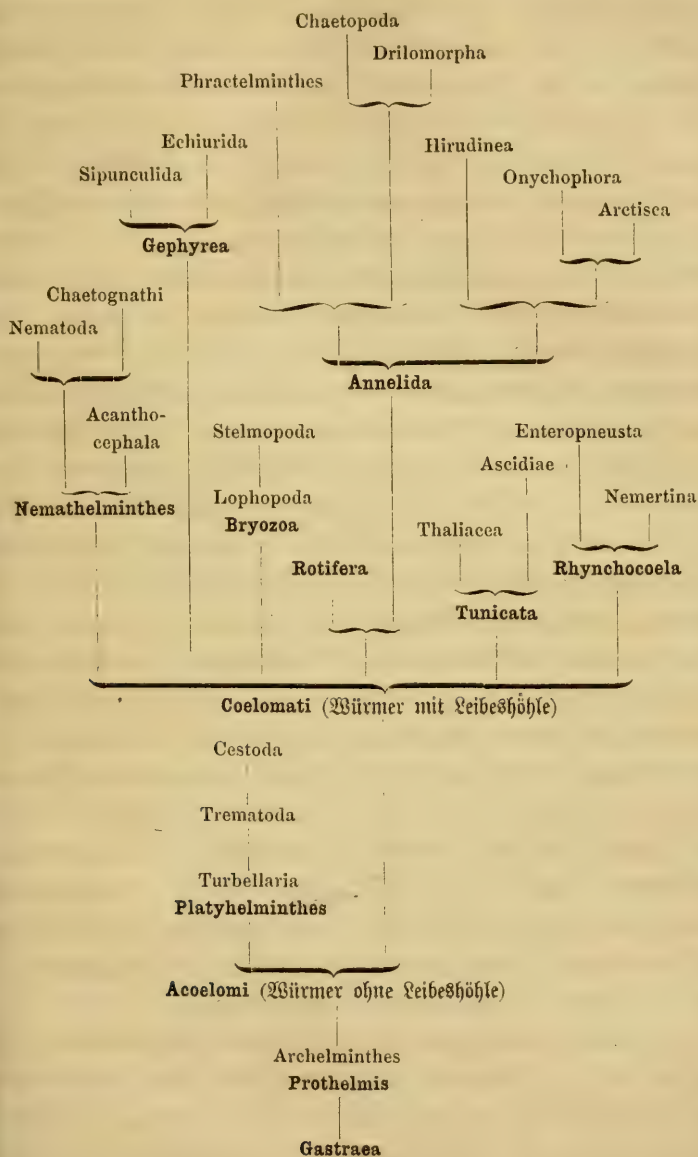 Chaetopoda
Drilomorpha
Phractelminthes
Echiurida
Hirudinea
Sipunculida
Onychophora
Arctisca
Gephyrea
Chaetognathi
Nematoda
Annelida
Acantho-
cephala
Stelmopoda
Enteropneusta
Ascidiae
Lophopoda
Nemertina
Nemathelminthes
Bryozoa
Thaliacea
Rotifera
Rhynchocoela
Tunicata
Coelomati (Würmer mit Leibeshöhle)
Cestoda
Trematoda
Turbellaria
Platyhelminthes
Acoelomi (Würmer ohne Leibeshöhle)
Archelminthes
Prothelmis
Gastraea